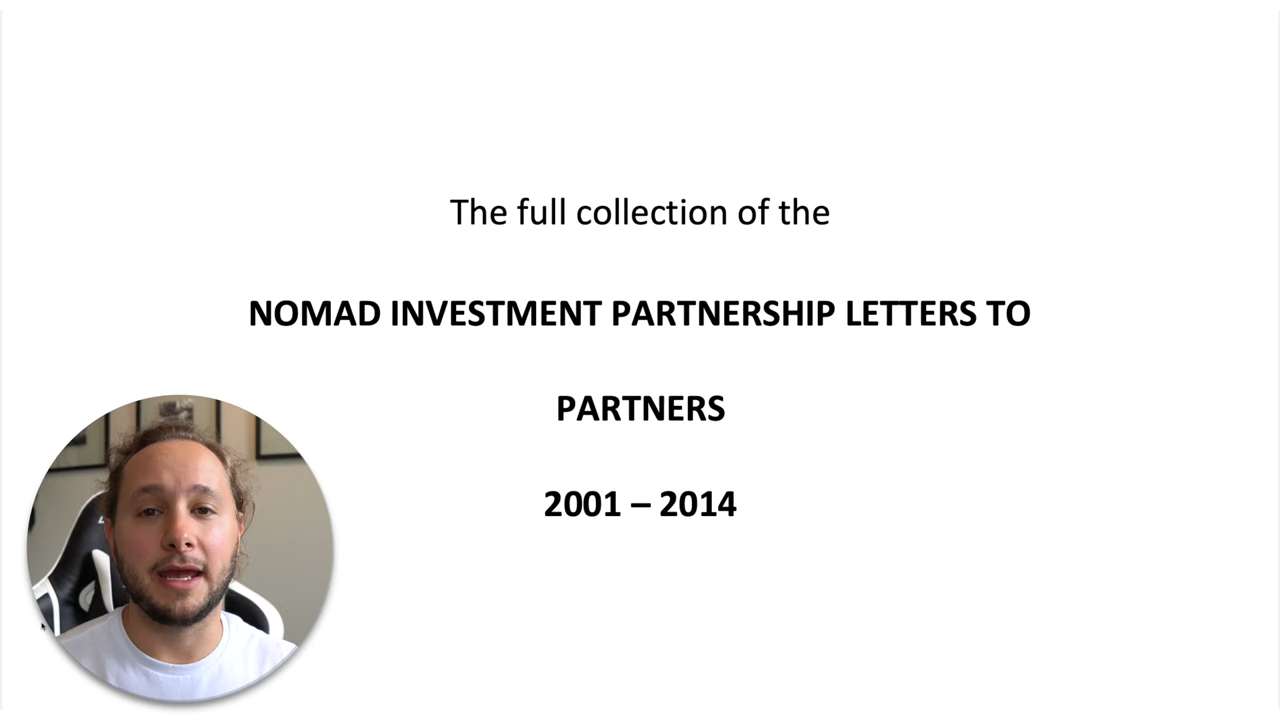 The full collection of the
NOMAD INVESTMENT PARTNERSHIP LETTERS TO
PARTNERS
2001 – 2014